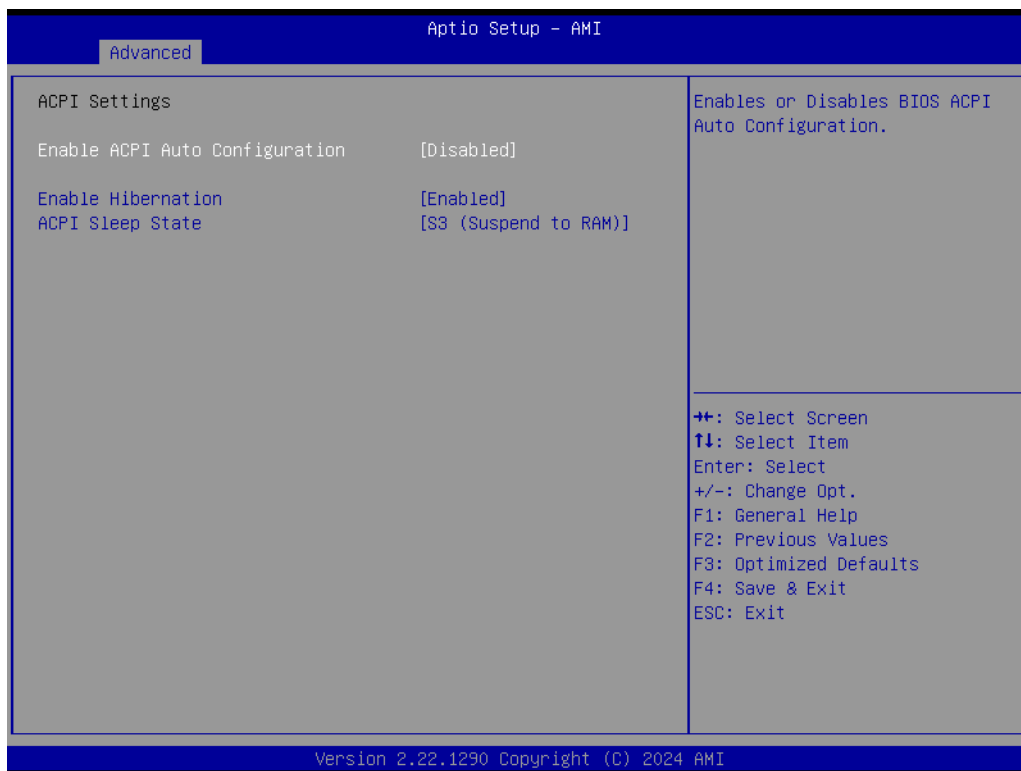 Aptio Setup – AMI
Advanced
ACPI Settings
Enable ACPI Auto Configuration [Disabled]
Enable Hibernation [Enabled]
ACPI Sleep State [S3 (Suspend to RAM)]
Enables or Disables BIOS ACPI
Auto Configuration.
→←: Select Screen
↑↓: Select Item
Enter: Select
+/-: Change Opt.
F1: General Help
F2: Previous Values
F3: Optimized Defaults
F4: Save & Exit
ESC: Exit
Version 2.22.1290 Copyright (C) 2024 AMI